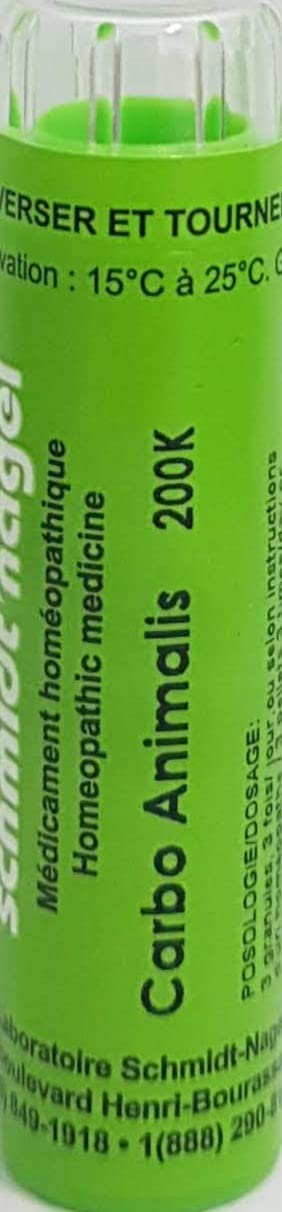 VERSER ET TOURNE
vation : 15°C à 25°C.
schmidt nagel
Médicament homéopathique
Homeopathic medicine
Carbo Animalis 200K
POSOLOGIE/DOSAGE:
3 granules, 3 fois/ jour ou selon instructions
aboratoire Schmidt-Nag
oulevard Henri-Bourass
849-1918 • 1(888) 290-